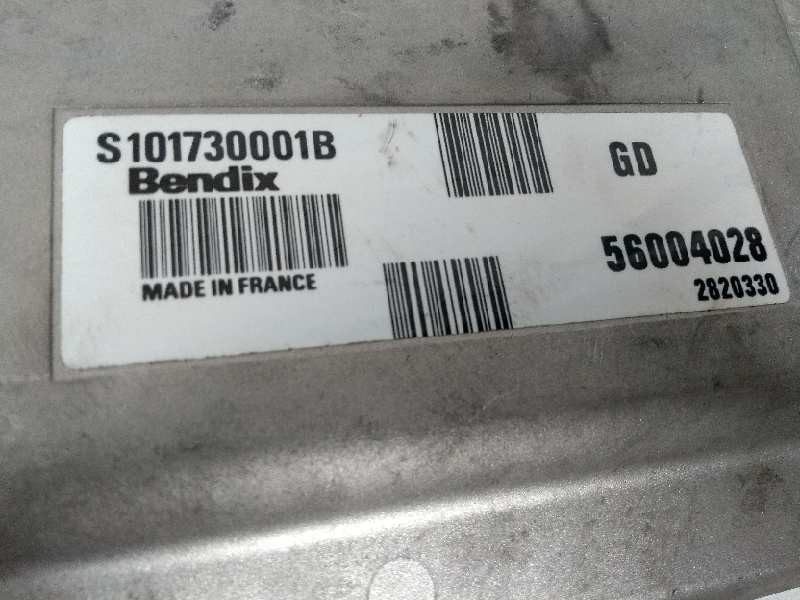 S101730001B
Bendix
MADE IN FRANCE
GD
56004028
2820330